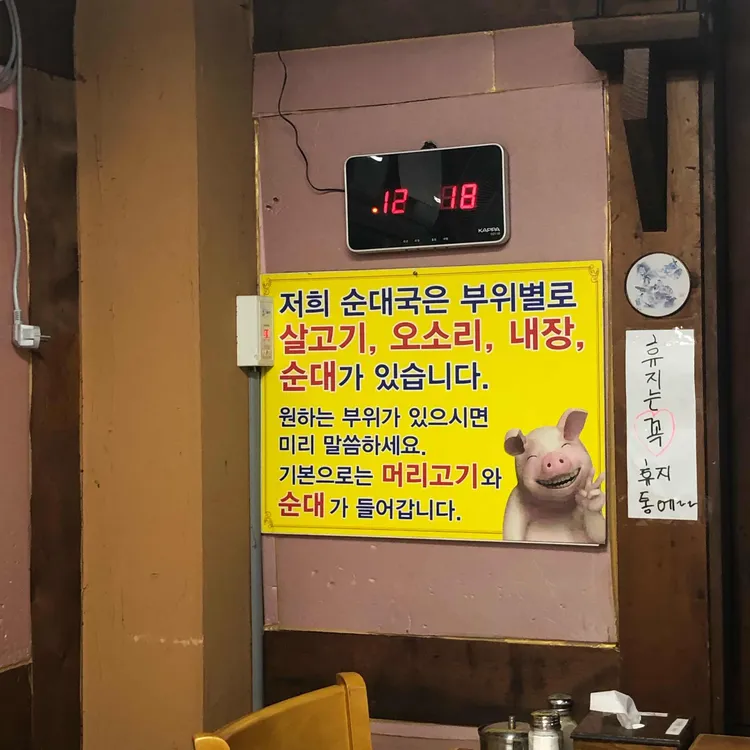 12 18
KAPPA
저희 순대국은 부위별로
살고기, 오소리, 내장,
순대가 있습니다.
원하는 부위가 있으시면
미리 말씀하세요.
기본으로는 머리고기와
순대가 들어갑니다.
휴지는
꼭
휴지
통에~